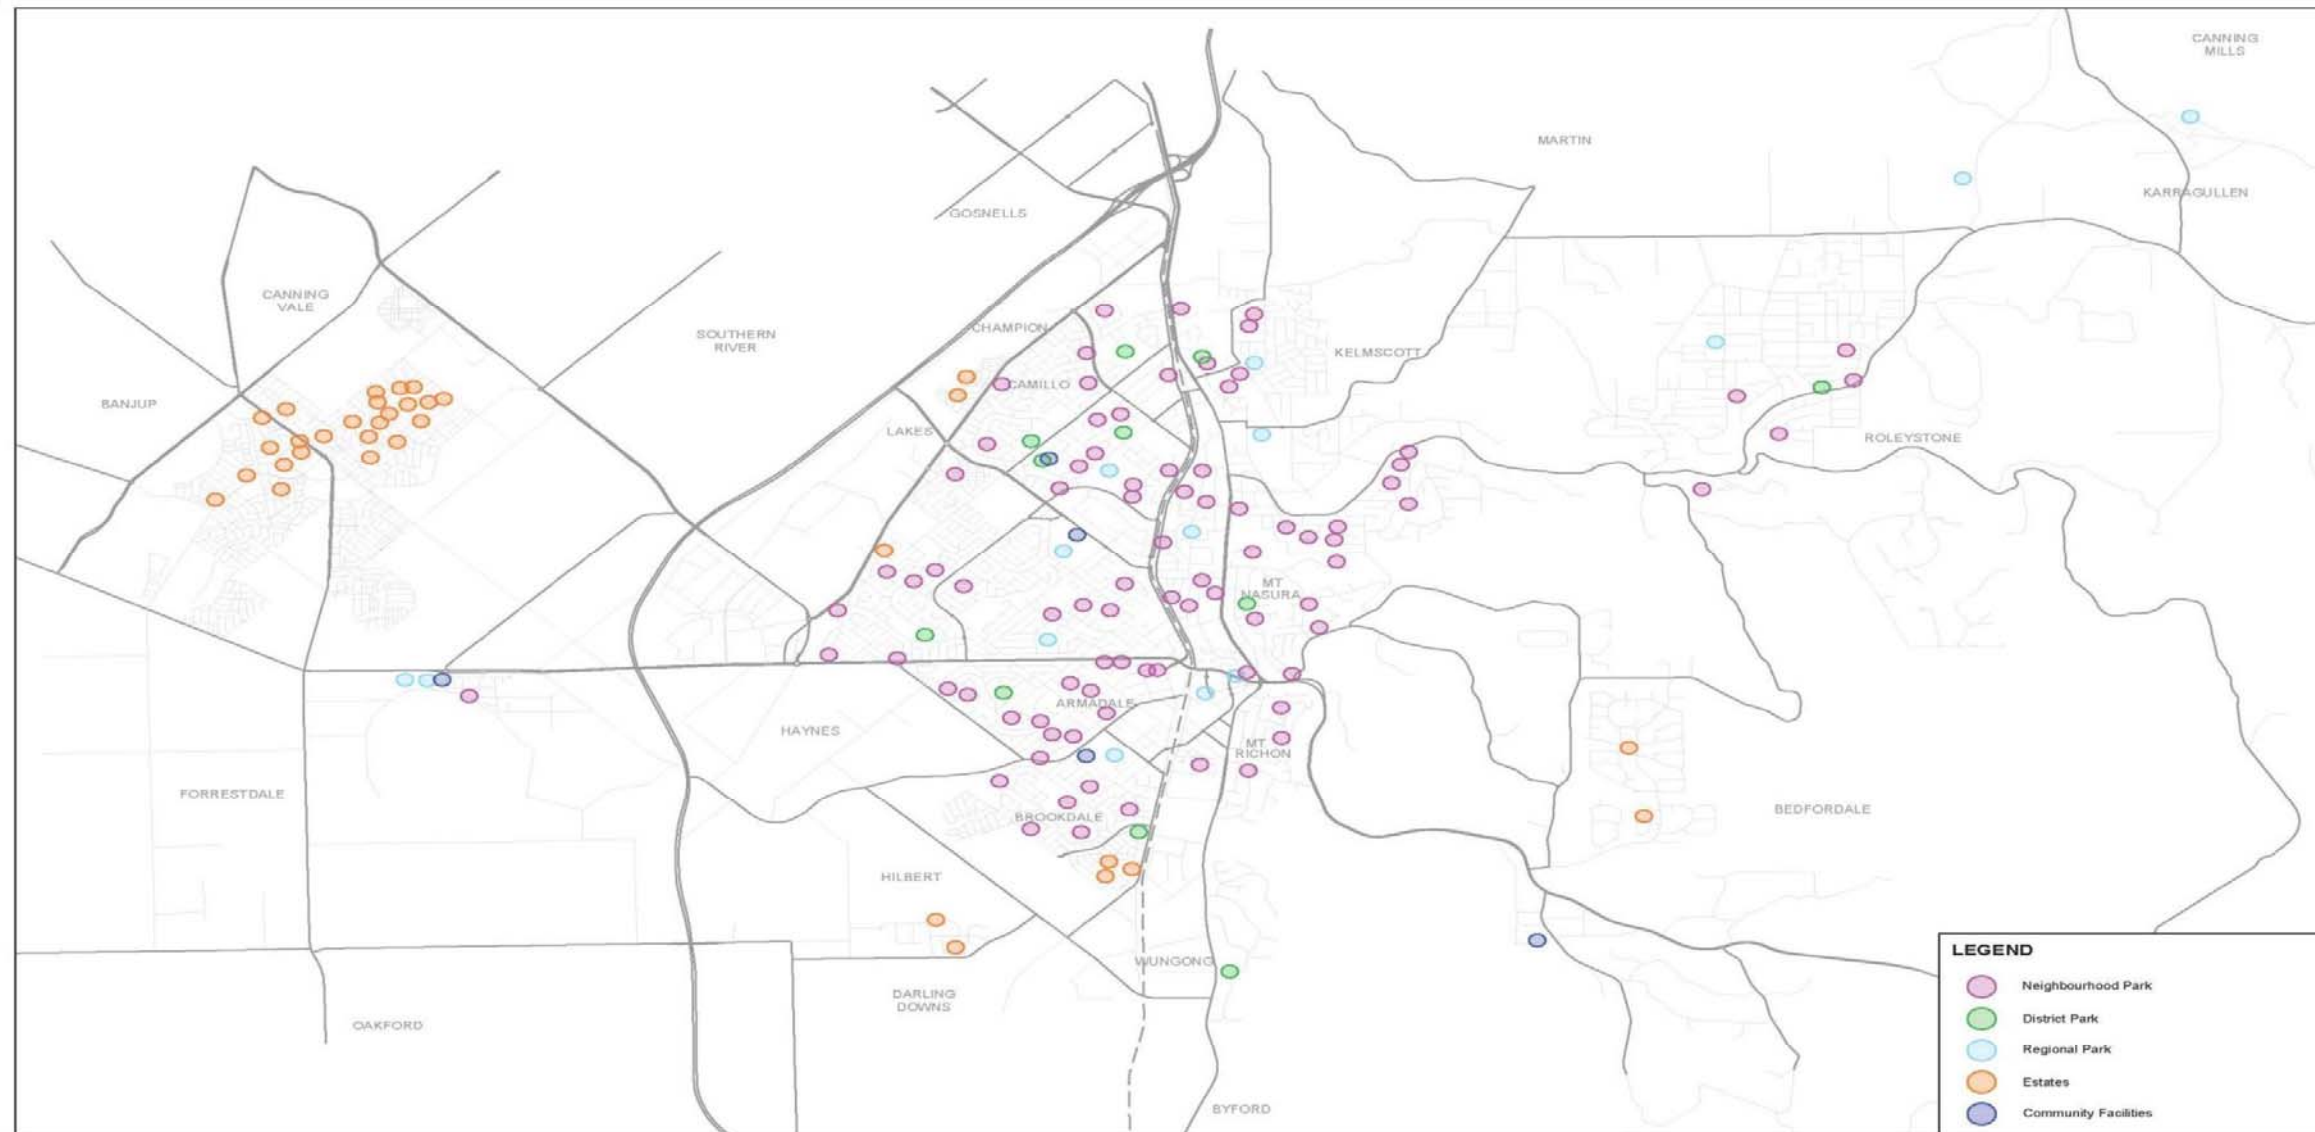 CANNING
MILLS
MARTIN
KARRAGULLEN
GOSNELLS
CANNING
VALE
SOUTHERN
RIVER
CHAMPION
KELMSCOTT
CAMILLO
BANJUP
LAKES
ROLEYSTONE
MT
NASURA
ARMADALE
HAYNES
MT
RICHON
FORRESTDALE
BEDFORDALE
BROOKDALE
HILBERT
WUNGONG
DARLING
DOWNS
OAKFORD
BYFORD
LEGEND
Neighbourhood Park
District Park
Regional Park
Estates
Community Facilities